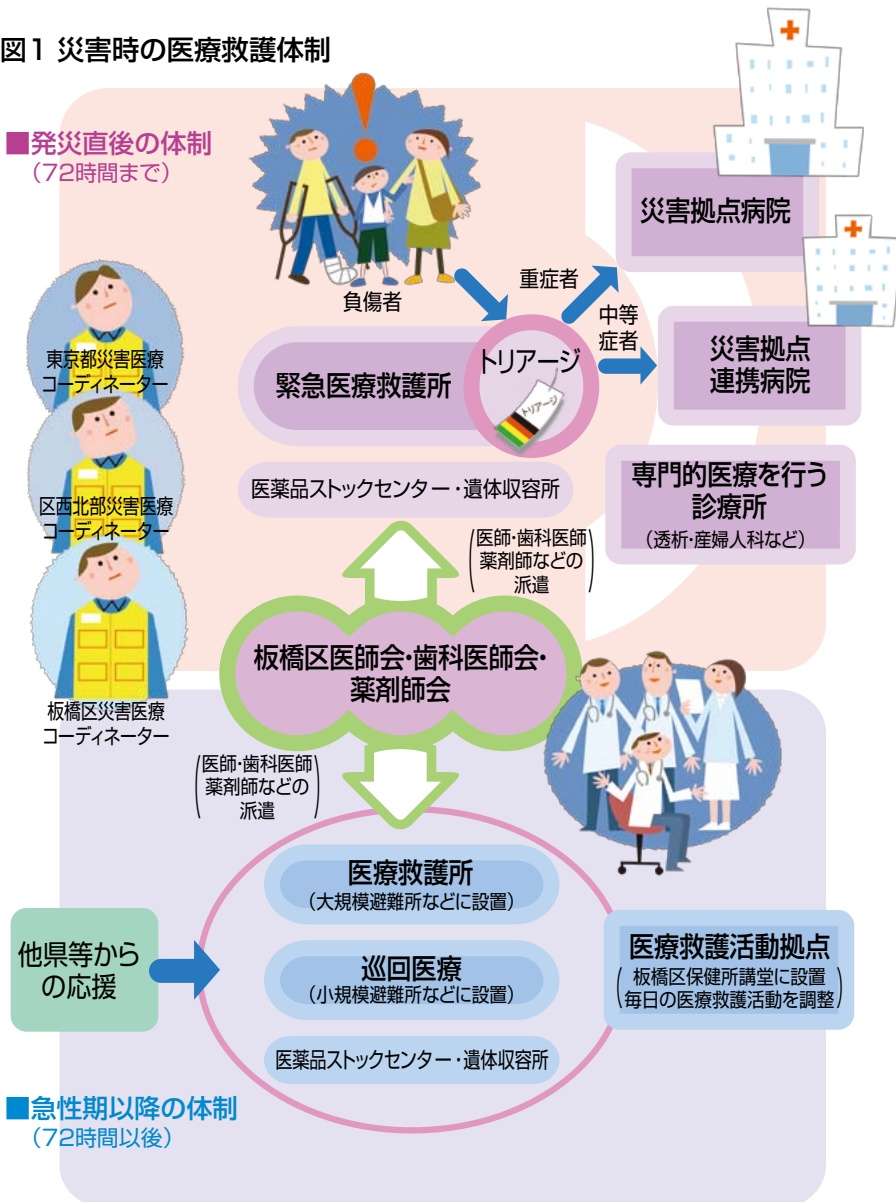 図1 災害時の医療救護体制
■発災直後の体制
(72時間まで)
負傷者
重症者
中等
症者
災害拠点病院
災害拠点
連携病院
専門的医療を行う
診療所
(透析・産婦人科など)
緊急医療救護所
トリアージ
トリアージ
医薬品ストックセンター・遺体収容所
東京都災害医療
コーディネーター
区西北部災害医療
コーディネーター
板橋区災害医療
コーディネーター
(医師・歯科医師
薬剤師などの
派遣)
板橋区医師会・歯科医師会・
薬剤師会
(医師・歯科医師
薬剤師などの
派遣)
医療救護所
(大規模避難所などに設置)
巡回医療
(小規模避難所などに設置)
医薬品ストックセンター・遺体収容所
他県等から
の応援
医療救護活動拠点
(板橋区保健所講堂に設置
毎日の医療救護活動を調整)
■急性期以降の体制
(72時間以後)